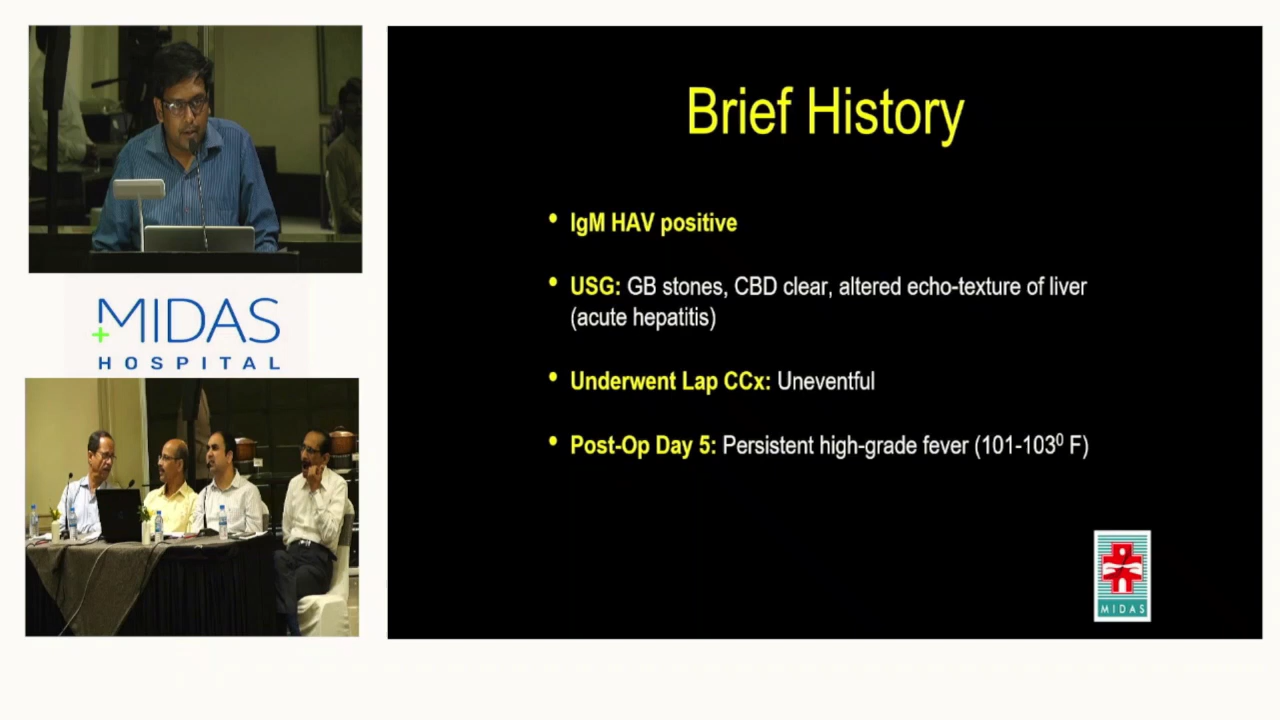 MIDAS
HOSPITAL
Brief History
• IgM HAV positive
• USG: GB stones, CBD clear, altered echo-texture of liver
(acute hepatitis)
• Underwent Lap CCx: Uneventful
• Post-Op Day 5: Persistent high-grade fever (101-103⁰ F)
MIDAS